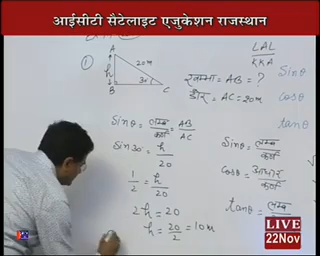 आईसीटी सैटेलाइट एजुकेशन राजस्थान
①
A
20m
h
30
B
C
खम्भा = AB = ?
डोर = AC = 20m
LAL
KKA
Sinθ
cosθ
tanθ
Sinθ = लम्ब/कर्ण = AB/AC
Sin30 = h/20
1/2 = h/20
2h = 20
h = 20/2 = 10m
Sinθ = लम्ब/कर्ण
cosθ = आधार/कर्ण
tanθ = लम्ब
LIVE
22Nov